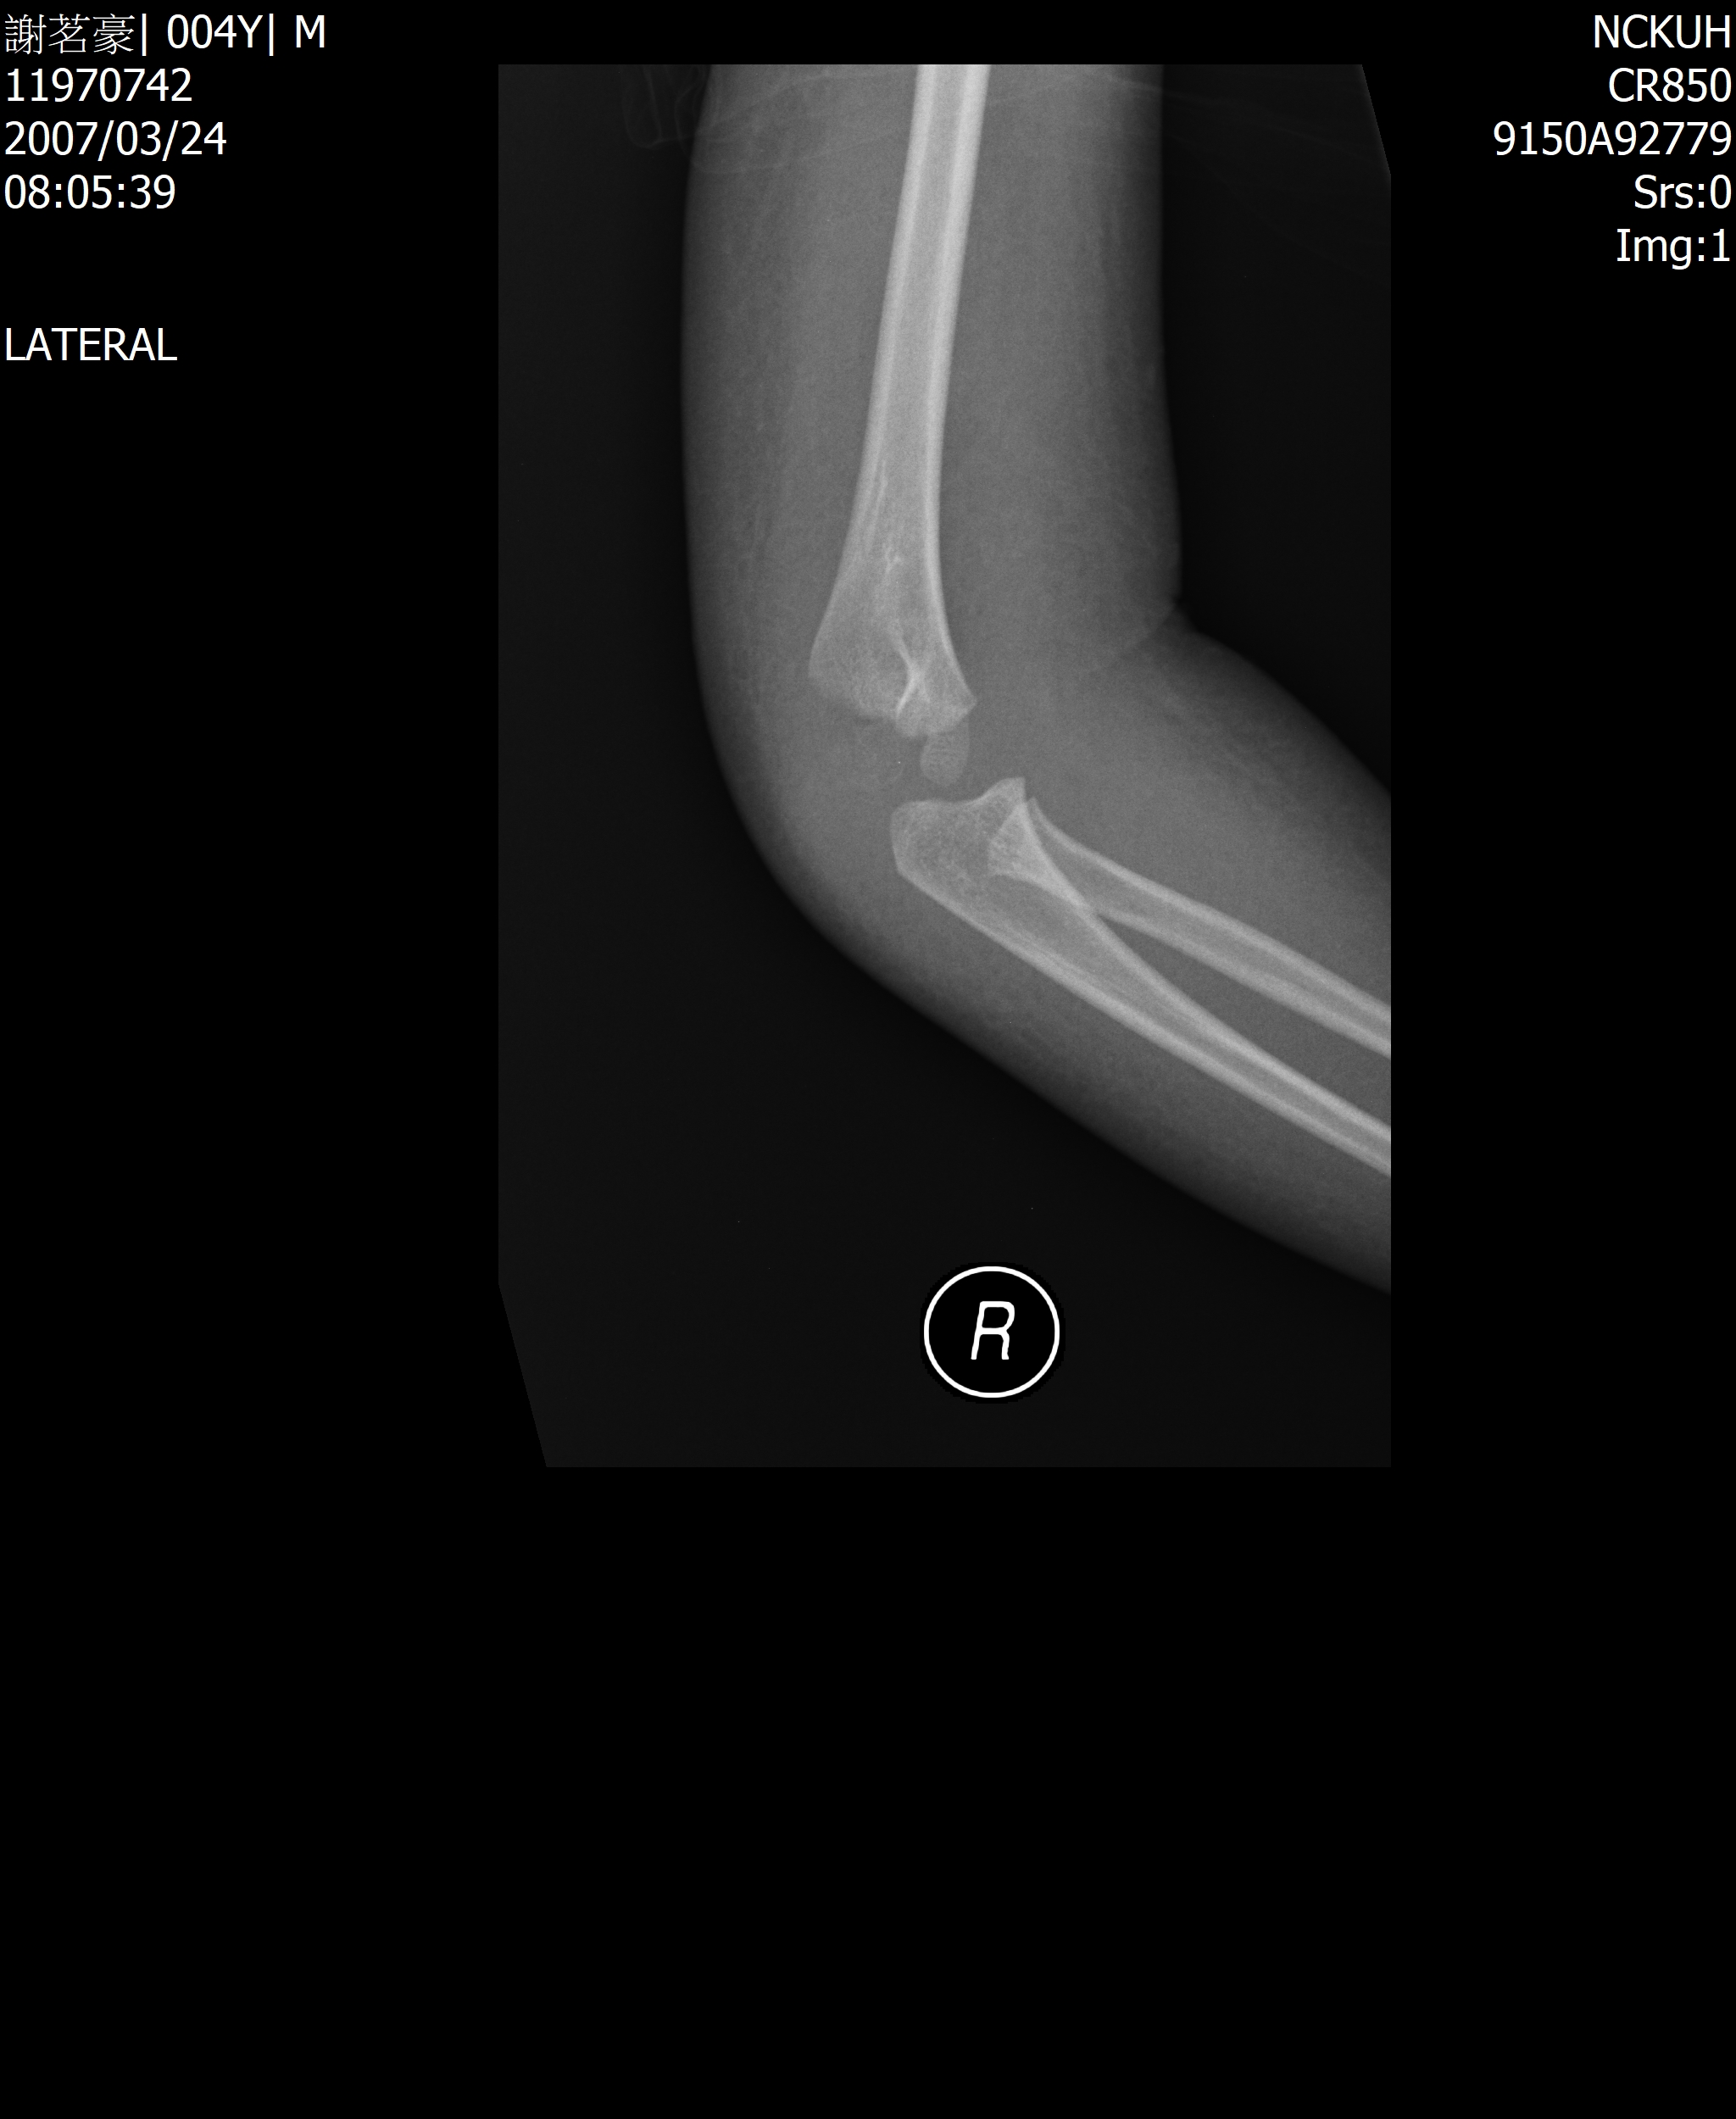 謝茗豪| 004Y| M
11970742
2007/03/24
08:05:39
LATERAL
NCKUH
CR850
9150A92779
Srs:0
Img:1
R